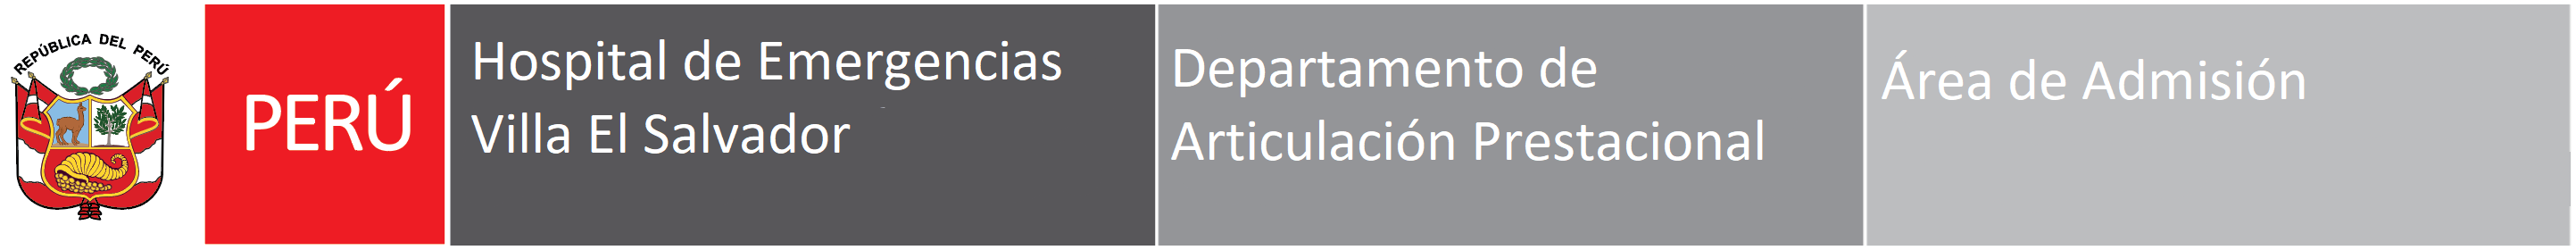 REPÚBLICA DEL PERÚ
PERÚ
Hospital de Emergencias
Villa El Salvador
Departamento de
Articulación Prestacional
Área de Admisión